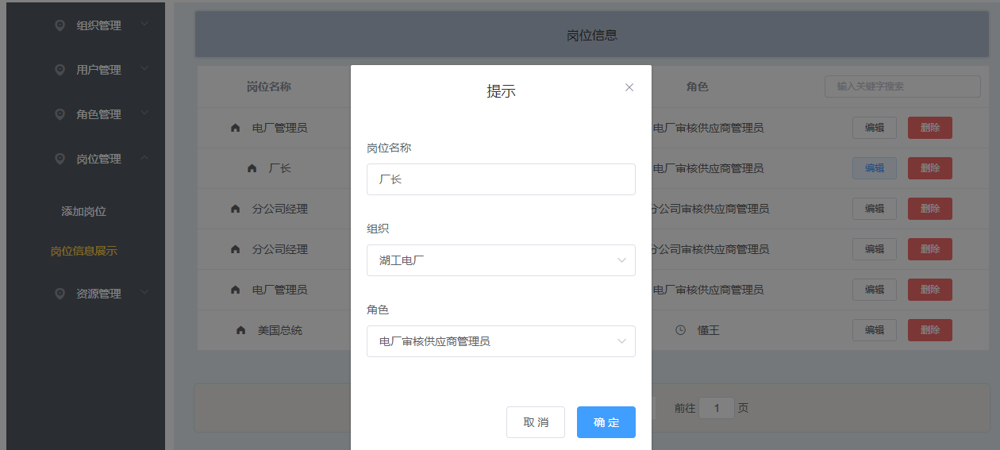 组织管理
用户管理
角色管理
岗位管理
添加岗位
岗位信息展示
资源管理
岗位信息
岗位名称 角色 输入关键字搜索
电厂管理员 电厂审核供应商管理员 编辑 删除
厂长 电厂审核供应商管理员 编辑 删除
分公司经理 分公司审核供应商管理员 编辑 删除
分公司经理 分公司审核供应商管理员 编辑 删除
电厂管理员 电厂审核供应商管理员 编辑 删除
美国总统 懂王 编辑 删除
前往 1 页
提示
岗位名称
厂长
组织
湖工电厂
角色
电厂审核供应商管理员
取消 确定